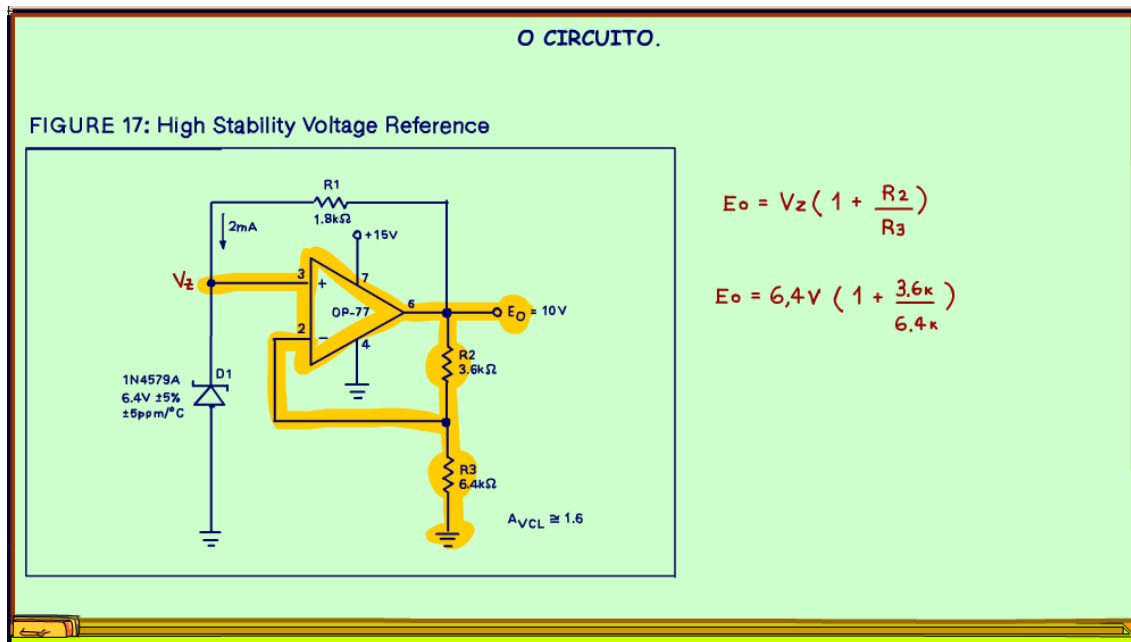 O CIRCUITO.
FIGURE 17: High Stability Voltage Reference
R1
1.8kΩ
2mA
+15V
Vz
3
+
7
OP-77
6
Eo = 10V
2
−
4
R2
3.6kΩ
1N4579A
6.4V ±5%
±5ppm/°C
D1
R3
6.4kΩ
AVCL ≅ 1.6
Eo = Vz ( 1 + R2
R3 )
Eo = 6,4V ( 1 + 3.6K
6.4K )